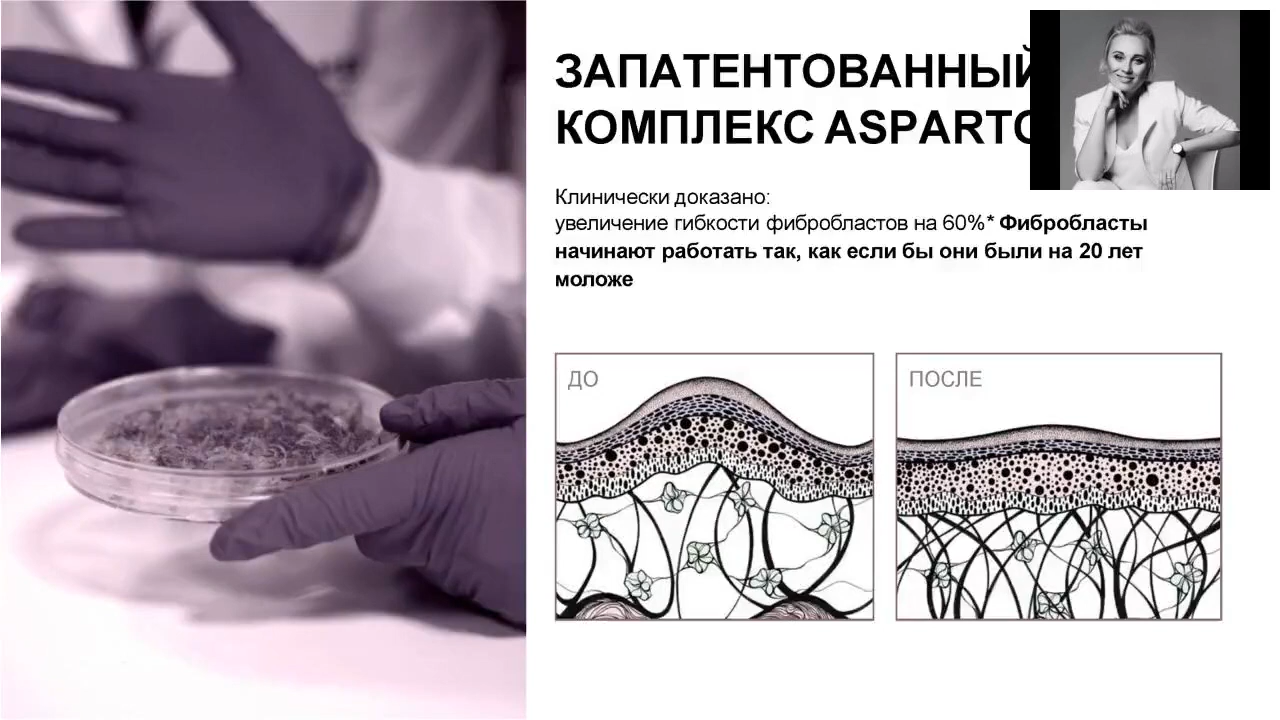 ЗАПАТЕНТОВАННЫЙ
КОМПЛЕКС
Клинически доказано:
увеличение гибкости фибробластов на 60%* Фибробласты
начинают работать так, как если бы они были на 20 лет
моложе
ДО
ПОСЛЕ